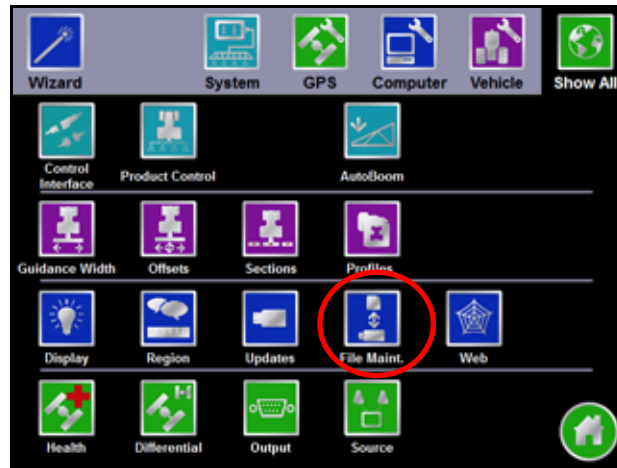 Wizard System GPS Computer Vehicle Show All
Control
Interface
Product Control AutoBoom
Guidance Width Offsets Sections Profiles
Display Region Updates File Maint. Web
Health Differential Output Source